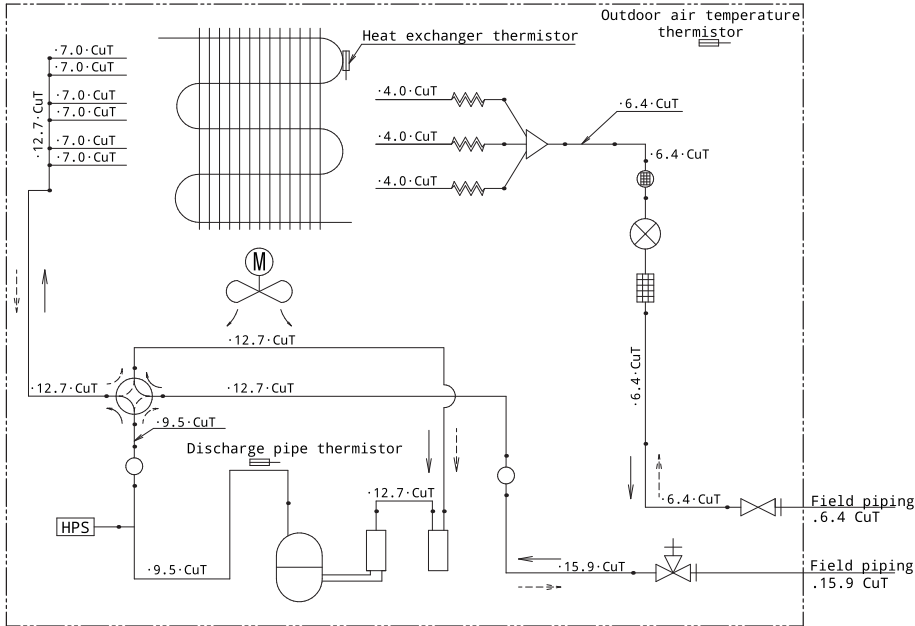 Outdoor air temperature
thermistor
Heat exchanger thermistor
·7.0·CuT
·7.0·CuT
·7.0·CuT
·7.0·CuT
·7.0·CuT
·7.0·CuT
·12.7·CuT
·4.0·CuT
·4.0·CuT
·4.0·CuT
·6.4·CuT
·6.4·CuT
M
·12.7·CuT
·12.7·CuT
·12.7·CuT
·6.4·CuT
·9.5·CuT
Discharge pipe thermistor
·12.7·CuT
·6.4·CuT
Field piping
.6.4 CuT
HPS
·9.5·CuT
·15.9·CuT
Field piping
.15.9 CuT